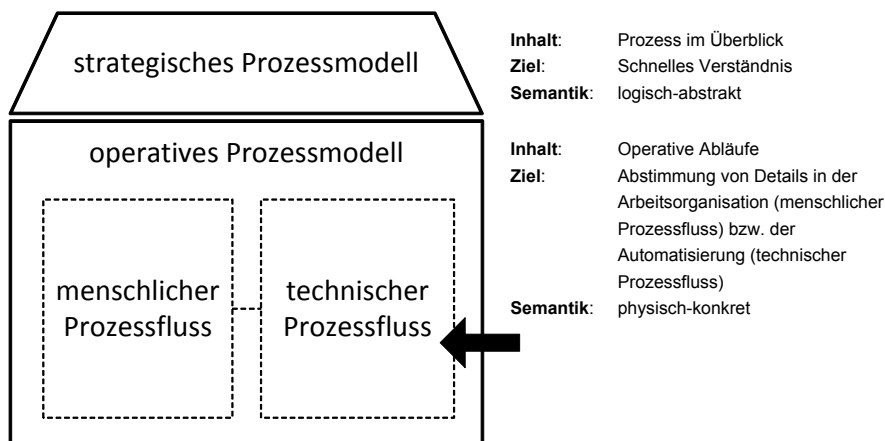 strategisches Prozessmodell
Inhalt: Prozess im Überblick
Ziel: Schnelles Verständnis
Semantik: logisch-abstrakt
operatives Prozessmodell
menschlicher
Prozessfluss
technischer
Prozessfluss
Inhalt: Operative Abläufe
Ziel: Abstimmung von Details in der
Arbeitsorganisation (menschlicher
Prozessfluss) bzw. der
Automatisierung (technischer
Prozessfluss)
Semantik: physisch-konkret